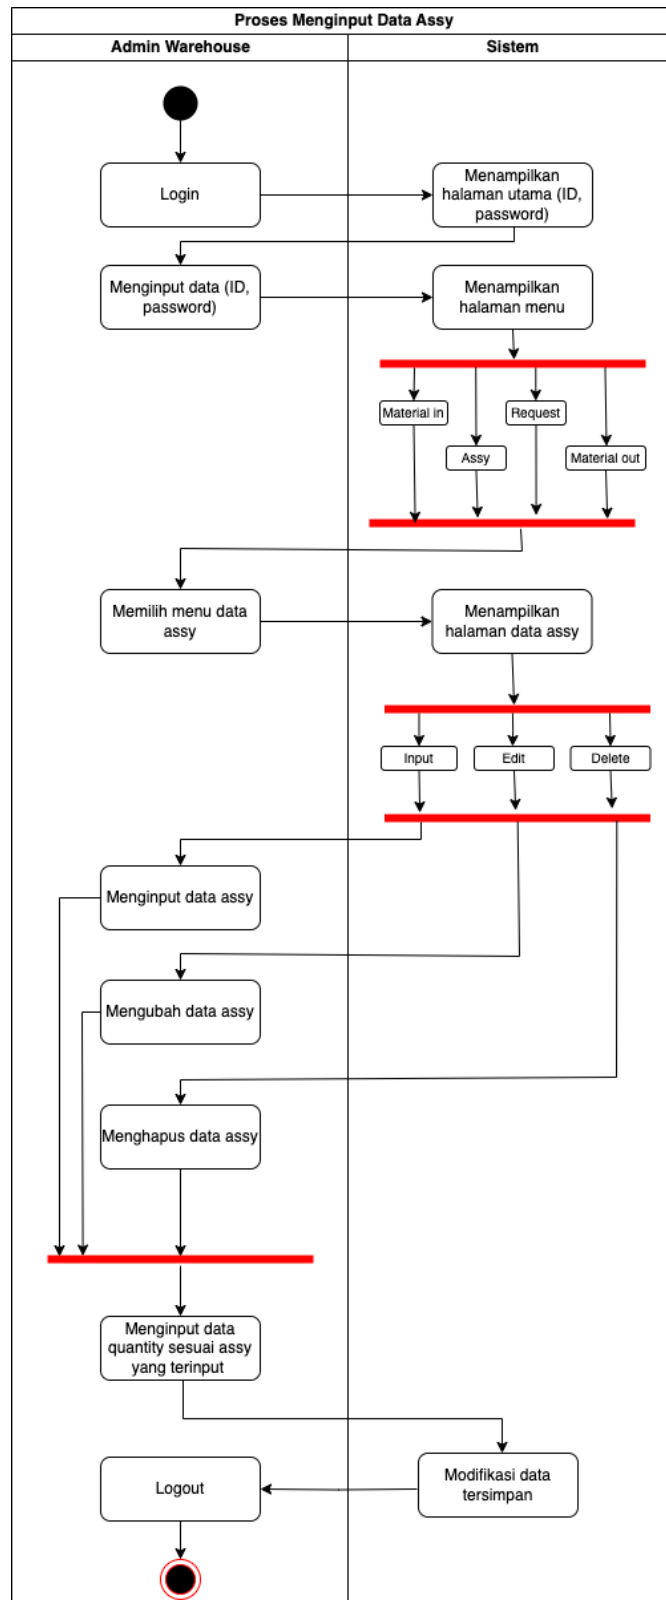 Proses Menginput Data Assy
Admin Warehouse
Sistem
Login
Menampilkan
halaman utama (ID,
password)
Menginput data (ID,
password)
Menampilkan
halaman menu
Material in
Request
Assy
Material out
Memilih menu data
assy
Menampilkan
halaman data assy
Input
Edit
Delete
Menginput data assy
Mengubah data assy
Menghapus data assy
Menginput data
quantity sesuai assy
yang terinput
Modifikasi data
tersimpan
Logout